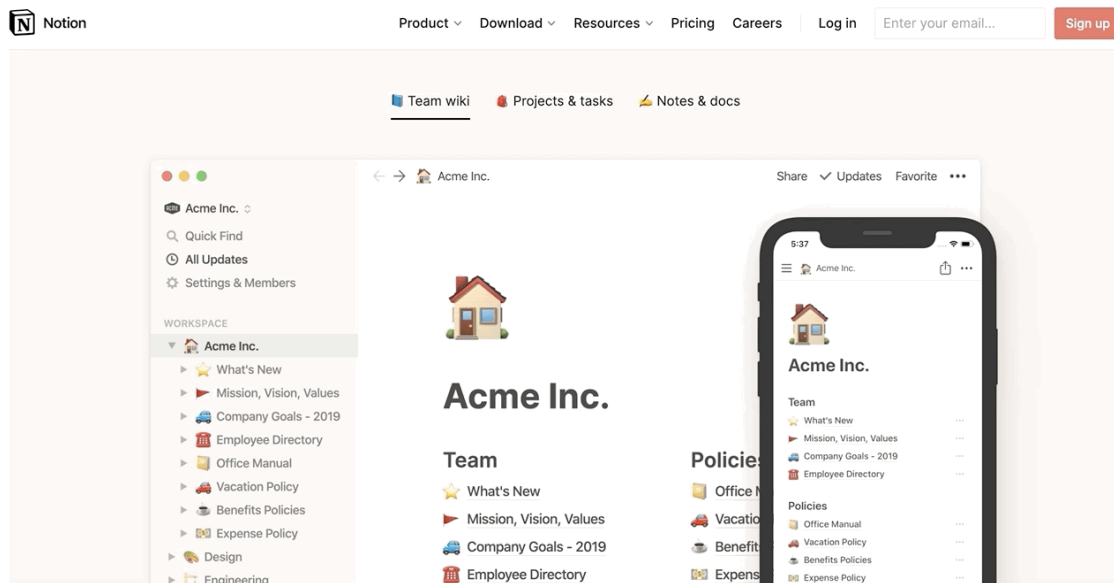 Notion Product Download Resources Pricing Careers Log in Enter your email... Sign up
Team wiki Projects & tasks Notes & docs
Acme Inc. Share Updates Favorite
Acme Inc.
Quick Find
All Updates
Settings & Members
WORKSPACE
Acme Inc.
What's New
Mission, Vision, Values
Company Goals - 2019
Employee Directory
Office Manual
Vacation Policy
Benefits Policies
Expense Policy
Design
Engineering
Acme Inc.
Team
What's New
Mission, Vision, Values
Company Goals - 2019
Employee Directory
Policies
Office
Vacatio
Benefit
Expens
5:37
Acme Inc.
Acme Inc.
Team
What's New
Mission, Vision, Values
Company Goals - 2019
Employee Directory
Policies
Office Manual
Vacation Policy
Benefits Policies
Expense Policy